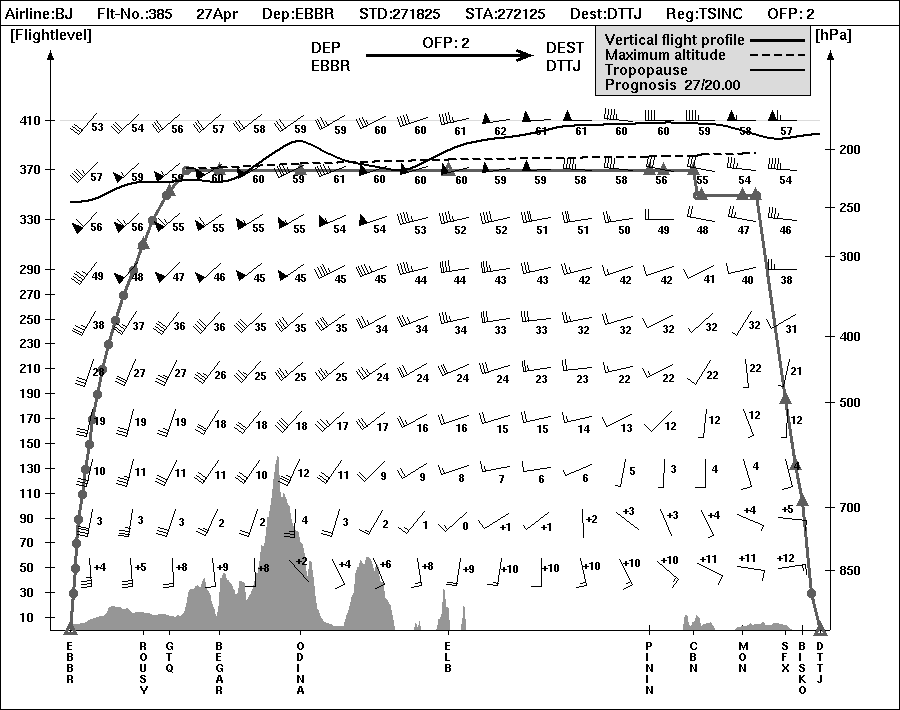 Airline:BJ Flt-No.:385 27Apr Dep:EBBR STD:271825 STA:272125 Dest:DTTJ Reg:TSINC OFP: 2
[Flightlevel] [hPa]
DEP OFP: 2 DEST
EBBR DTTJ
Vertical flight profile
Maximum altitude
Tropopause
Prognosis 27/20.00
410 53 54 56 57 58 59 59 60 60 61 62 61 61 60 60 59 58 57
200
370 57 59 59 60 60 59 61 60 60 60 59 59 58 58 56 55 54 54
250
330 56 56 55 55 55 55 54 54 53 52 52 51 51 50 49 48 47 46
300
290 49 48 47 46 45 45 45 45 44 44 43 43 42 42 42 41 40 38
270
250 38 37 36 36 35 35 35 34 34 34 33 33 32 32 32 32 32 31
230
400
210 28 27 27 26 25 25 25 24 24 24 24 23 23 22 22 22 22 21
190
500
170 19 19 19 18 18 18 17 17 16 16 15 15 14 13 12 12 12 12
150
130 10 11 11 11 10 12 11 9 9 8 7 6 6 5 3 4 4 4
110
700
90 3 3 3 2 2 4 3 2 1 0 +1 +1 +2 +3 +3 +4 +4 +5
70
50 +4 +5 +8 +9 +8 +2 +4 +6 +8 +9 +10 +10 +10 +10 +10 +11 +11 +12
850
30
10
EBBR ROUSY GTQ BEGAR ODINA ELB PININ CBN MON SFX BISKO DTTJ